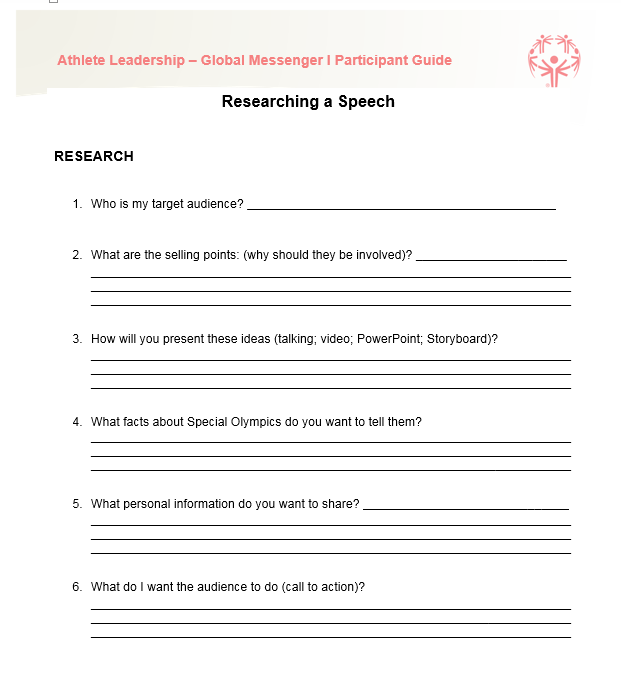 Athlete Leadership – Global Messenger I Participant Guide
Researching a Speech
RESEARCH
1. Who is my target audience? ______________________________________________
2. What are the selling points: (why should they be involved)? ______________________
3. How will you present these ideas (talking; video; PowerPoint; Storyboard)?
4. What facts about Special Olympics do you want to tell them?
5. What personal information do you want to share? ______________________________
6. What do I want the audience to do (call to action)?